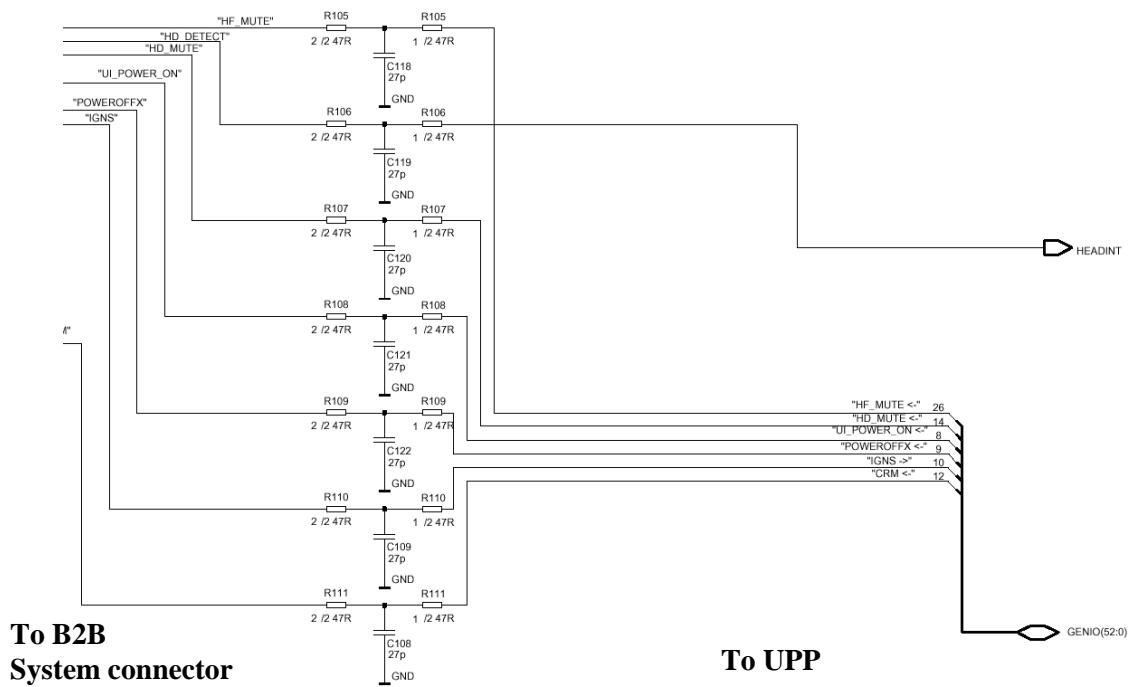 "HF_MUTE"
R105
R105
"HD_DETECT"
2 /2 47R
1 /2 47R
"HD_MUTE"
C118
27p
"UI_POWER_ON"
GND
"POWEROFFX"
R106
R106
"IGNS"
2 /2 47R
1 /2 47R
C119
27p
GND
R107
R107
2 /2 47R
1 /2 47R
C120
27p
HEADINT
GND
R108
R108
2 /2 47R
1 /2 47R
C121
27p
GND
R109
R109
2 /2 47R
1 /2 47R
"HF_MUTE <-" 26
"HD_MUTE <-" 14
"UI_POWER_ON <-" 8
"POWEROFFX <-" 9
"IGNS ->" 10
"CRM <-" 12
C122
27p
GND
R110
R110
2 /2 47R
1 /2 47R
C109
27p
GND
R111
R111
2 /2 47R
1 /2 47R
C108
27p
GND
GENIO(52:0)
To B2B
System connector
To UPP